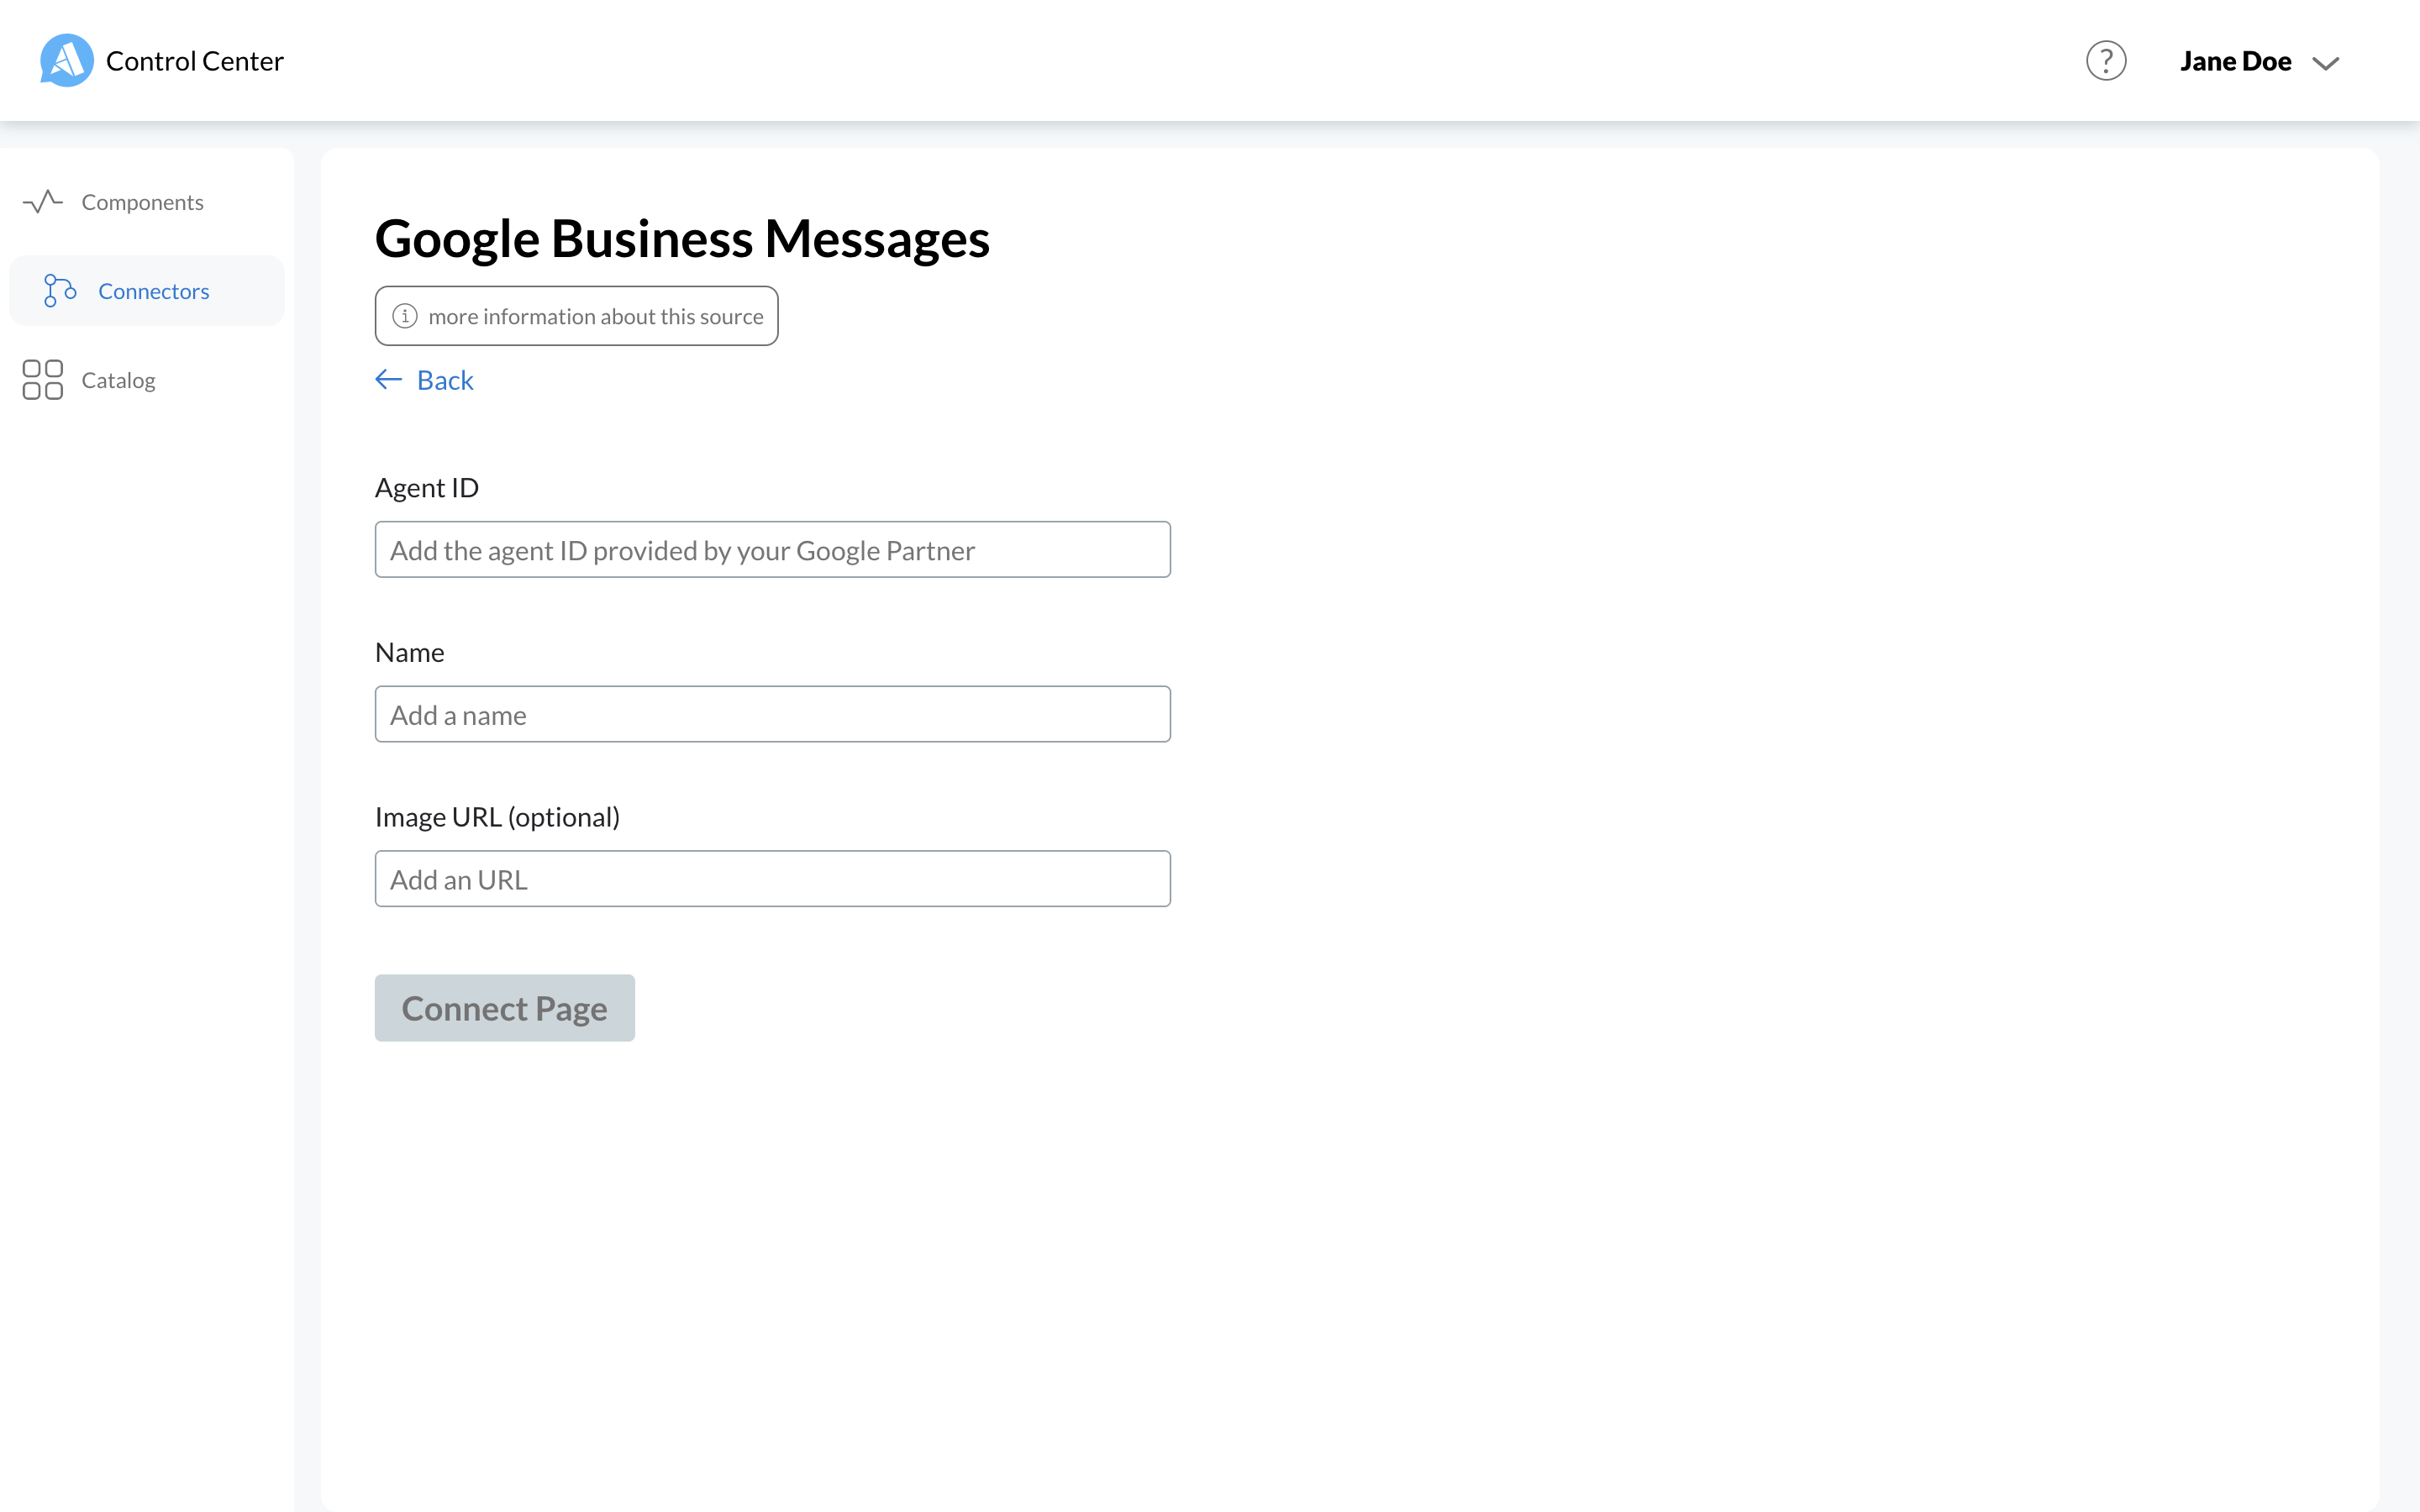 Control Center
Jane Doe
Components
Connectors
Catalog
Google Business Messages
more information about this source
Back
Agent ID
Add the agent ID provided by your Google Partner
Name
Add a name
Image URL (optional)
Add an URL
Connect Page